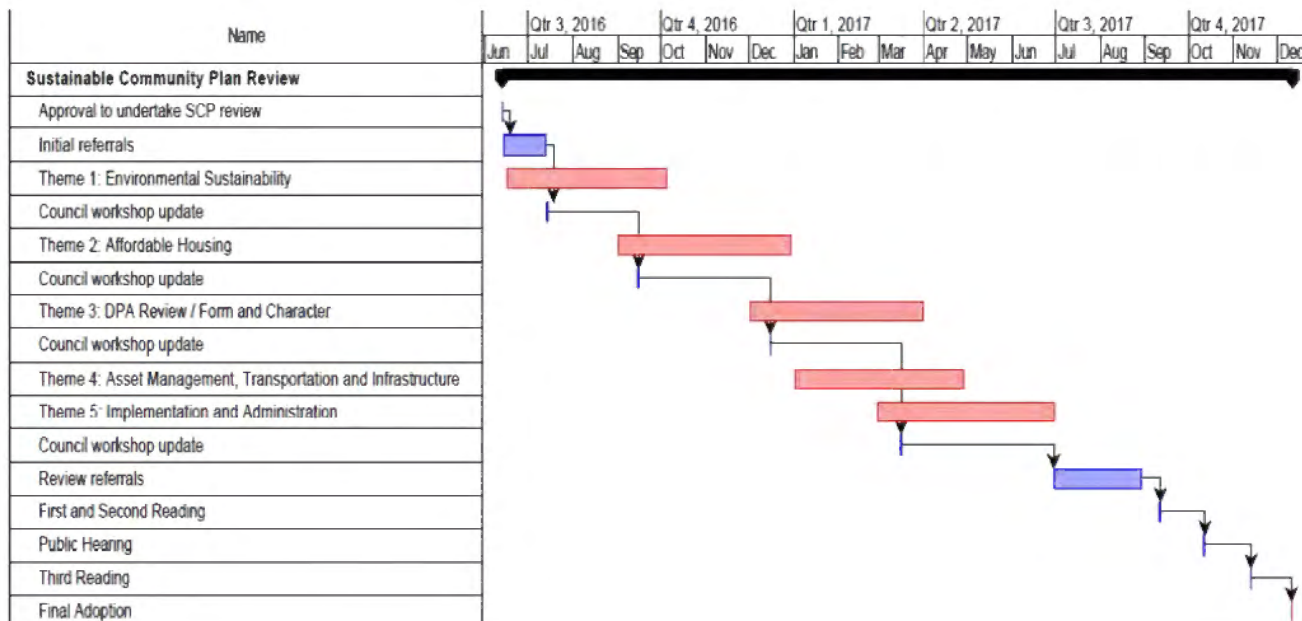 Name
Qtr 3, 2016 Qtr 4, 2016 Qtr 1, 2017 Qtr 2, 2017 Qtr 3, 2017 Qtr 4, 2017
Jun Jul Aug Sep Oct Nov Dec Jan Feb Mar Apr May Jun Jul Aug Sep Oct Nov Dec
Sustainable Community Plan Review
Approval to undertake SCP review
Initial referrals
Theme 1: Environmental Sustainability
Council workshop update
Theme 2: Affordable Housing
Council workshop update
Theme 3: DPA Review / Form and Character
Council workshop update
Theme 4: Asset Management, Transportation and Infrastructure
Theme 5: Implementation and Administration
Council workshop update
Review referrals
First and Second Reading
Public Hearing
Third Reading
Final Adoption